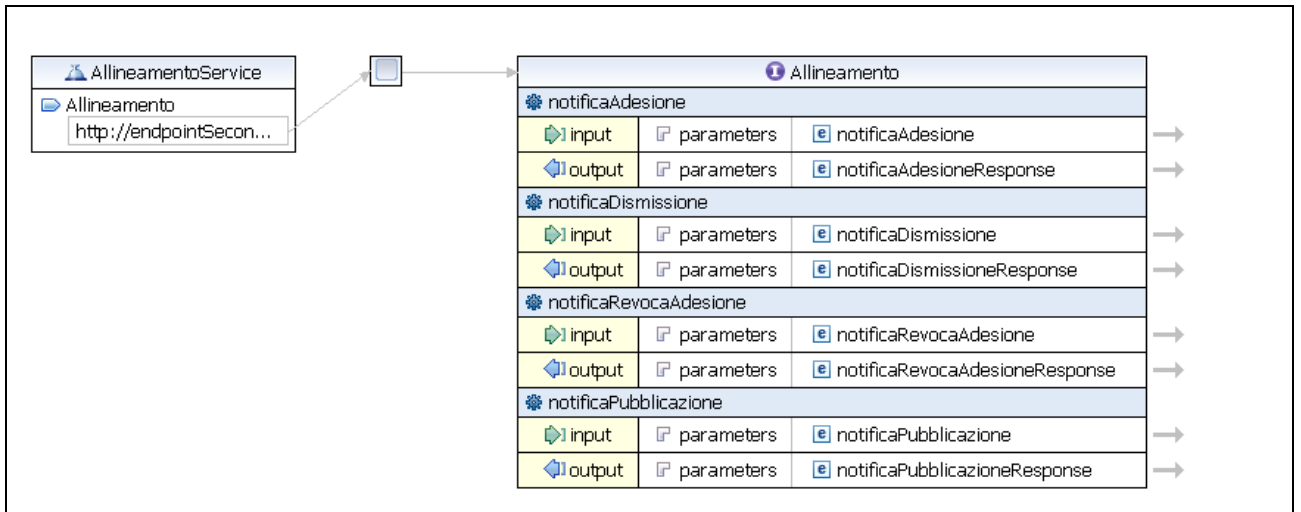 AllineamentoService
Allineamento
http://endpointSecon...
Allineamento
notificaAdesione
input parameters notificaAdesione
output parameters notificaAdesioneResponse
notificaDismissione
input parameters notificaDismissione
output parameters notificaDismissioneResponse
notificaRevocaAdesione
input parameters notificaRevocaAdesione
output parameters notificaRevocaAdesioneResponse
notificaPubblicazione
input parameters notificaPubblicazione
output parameters notificaPubblicazioneResponse